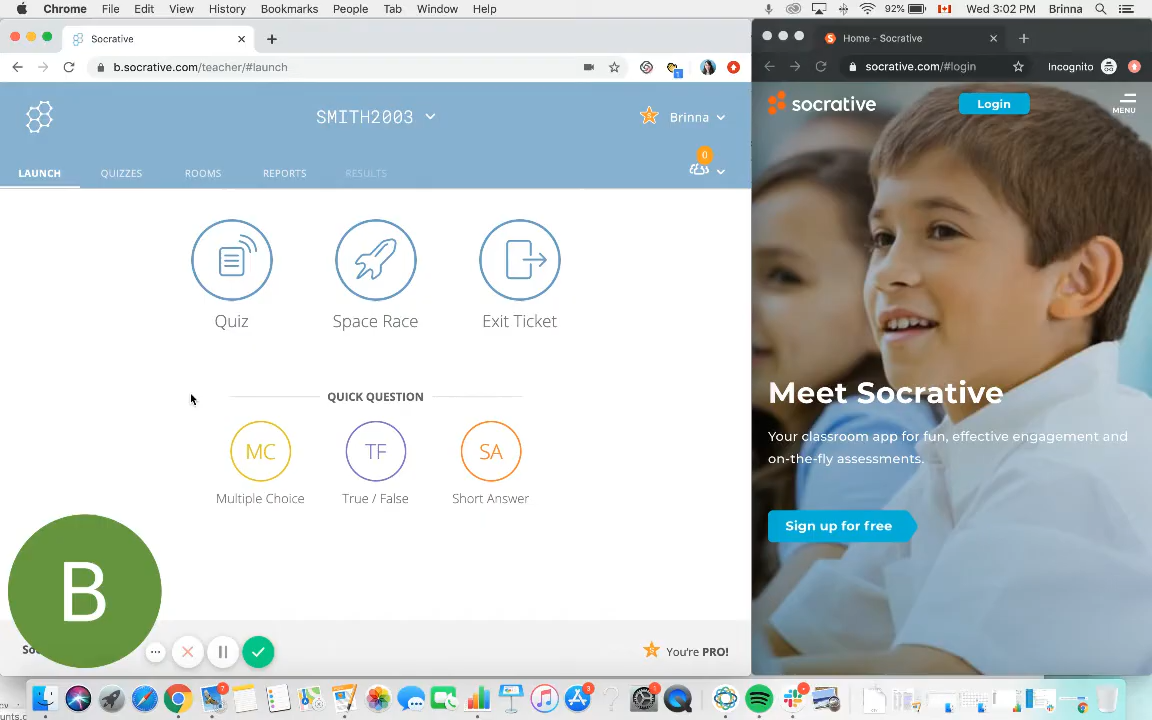 Chrome File Edit View History Bookmarks People Tab Window Help
92% Wed 3:02 PM Brinna
Socrative
Home - Socrative
b.socrative.com/teacher/#launch
1
socrative.com/#login
Incognito
SMITH2003
Brinna
0
LAUNCH QUIZZES ROOMS REPORTS RESULTS
socrative
Login
MENU
Quiz
Space Race
Exit Ticket
QUICK QUESTION
MC
TF
SA
Multiple Choice
True / False
Short Answer
Meet Socrative
Your classroom app for fun, effective engagement and
on-the-fly assessments.
Sign up for free
B
You're PRO!